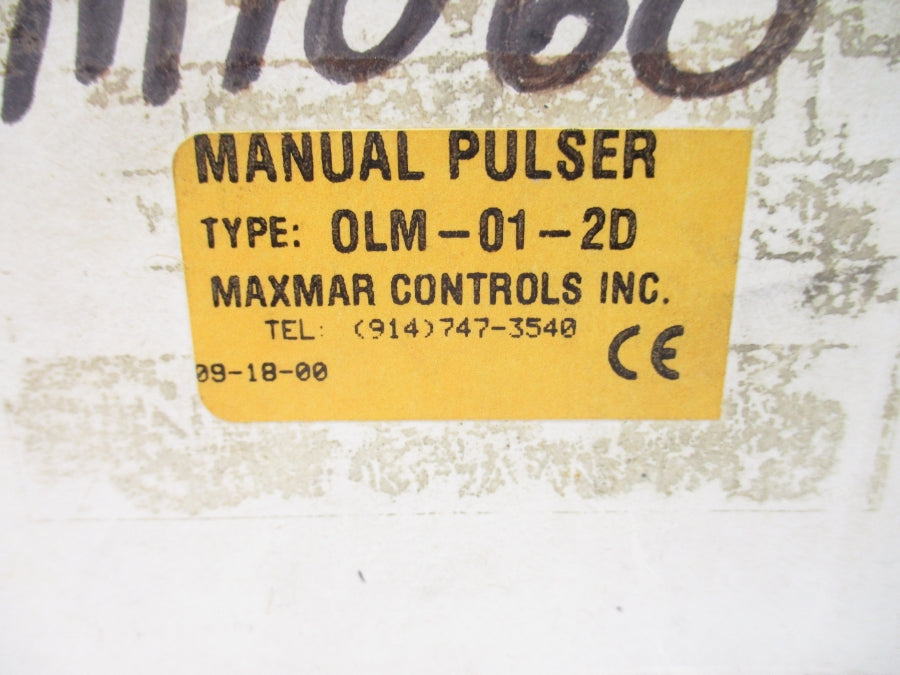 MANUAL PULSER
TYPE: OLM-01-2D
MAXMAR CONTROLS INC.
TEL: (914)747-3540
CE
09-18-00